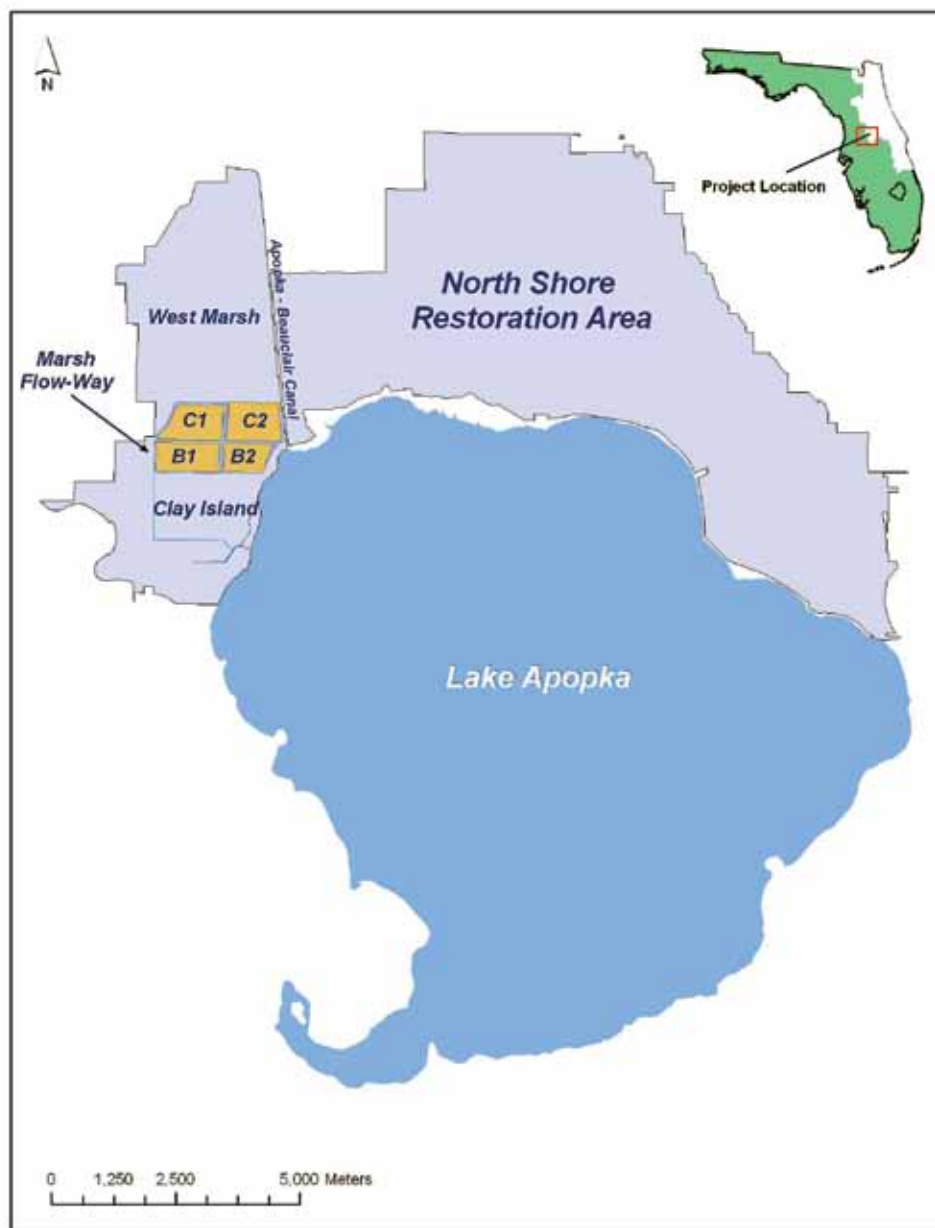 N
Project Location
North Shore
Restoration Area
Apopka - Beauclair Canal
West Marsh
Marsh
Flow-Way
C1
C2
B1
B2
Clay Island
Lake Apopka
0 1,250 2,500 5,000 Meters